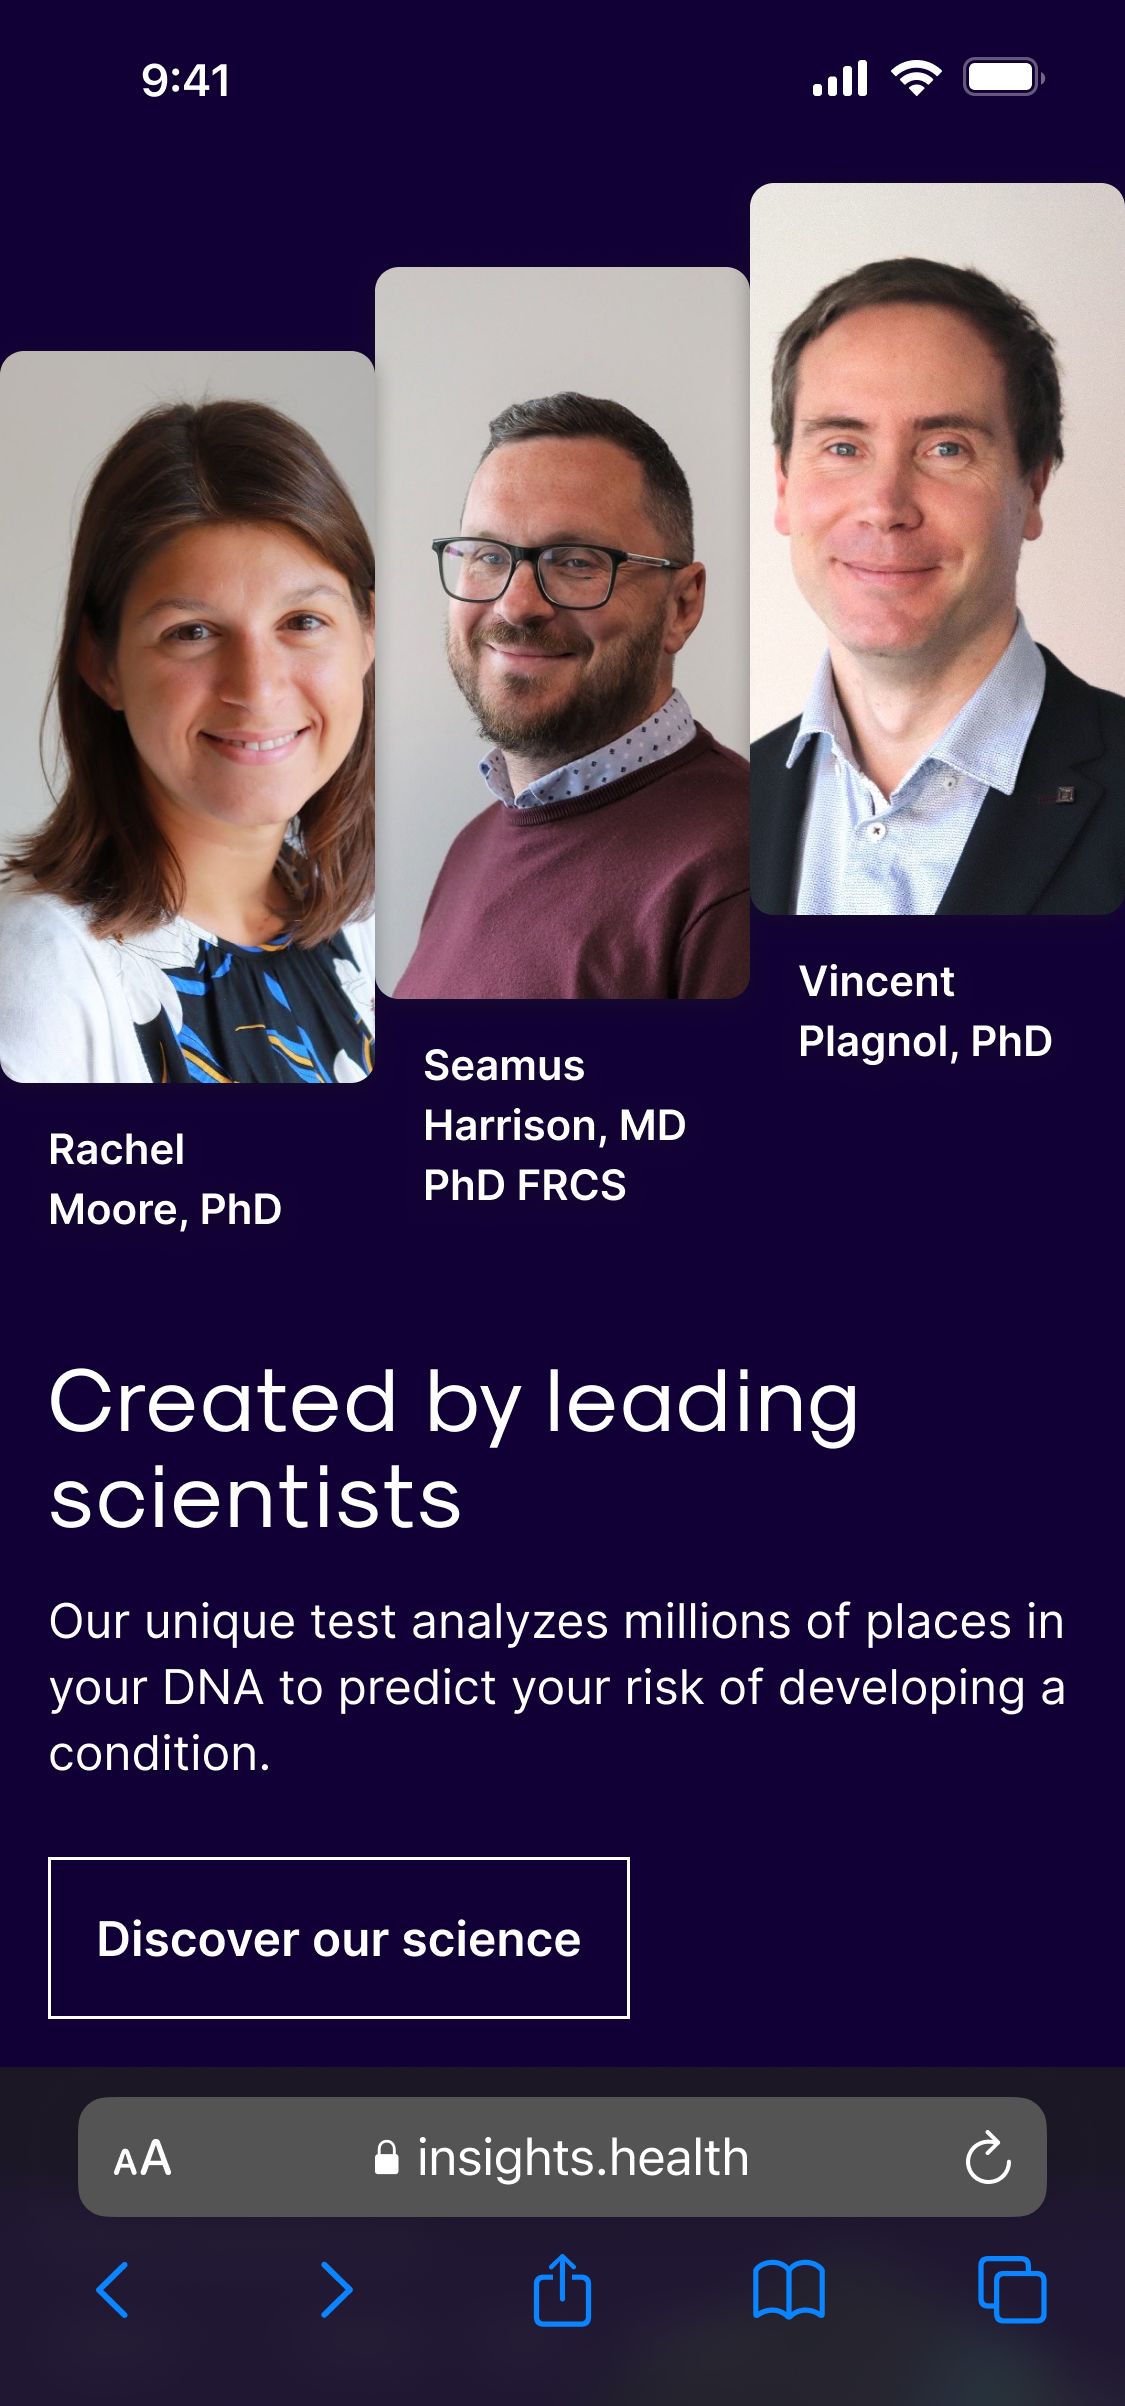 9:41
Rachel
Moore, PhD
Seamus
Harrison, MD
PhD FRCS
Vincent
Plagnol, PhD
Created by leading
scientists
Our unique test analyzes millions of places in
your DNA to predict your risk of developing a
condition.
Discover our science
AA insights.health